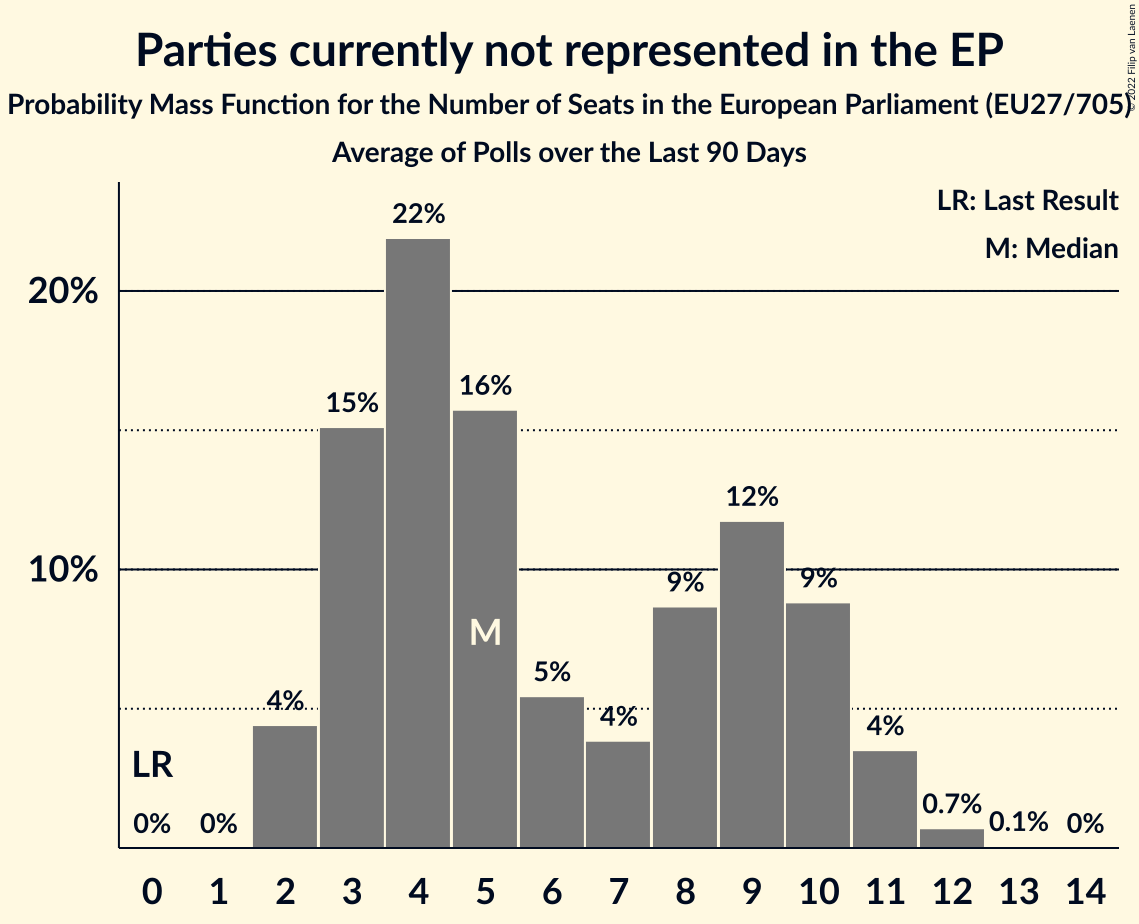 Parties currently not represented in the EP
Probability Mass Function for the Number of Seats in the European Parliament (EU27/705)
Average of Polls over the Last 90 Days
© 2022 Filip van Laenen
LR: Last Result
M: Median
20%
10%
22%
15%
16%
12%
9%
9%
5%
4%
4%
4%
0.7%
0.1%
0%
0%
0%
LR
M
0 1 2 3 4 5 6 7 8 9 10 11 12 13 14